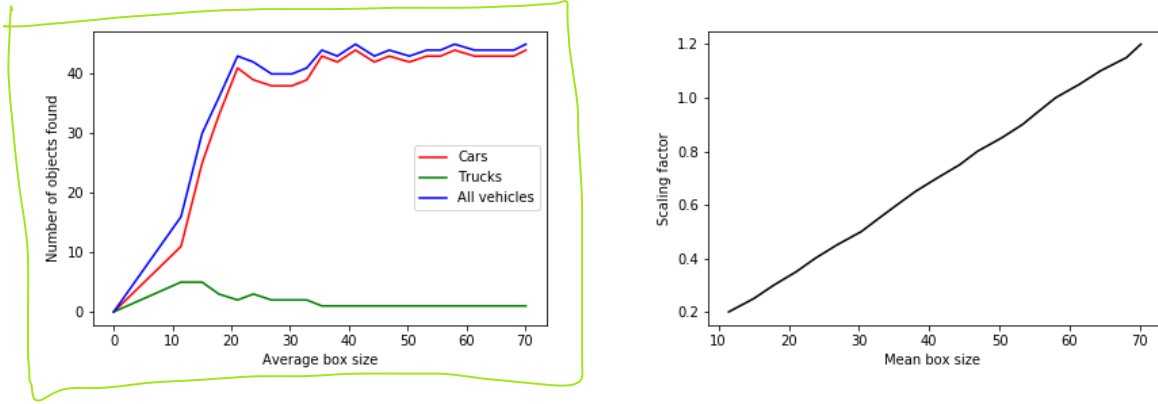 Number of objects found
40
30
20
10
0
Cars
Trucks
All vehicles
0 10 20 30 40 50 60 70
Average box size
Scaling factor
1.2
1.0
0.8
0.6
0.4
0.2
10 20 30 40 50 60 70
Mean box size